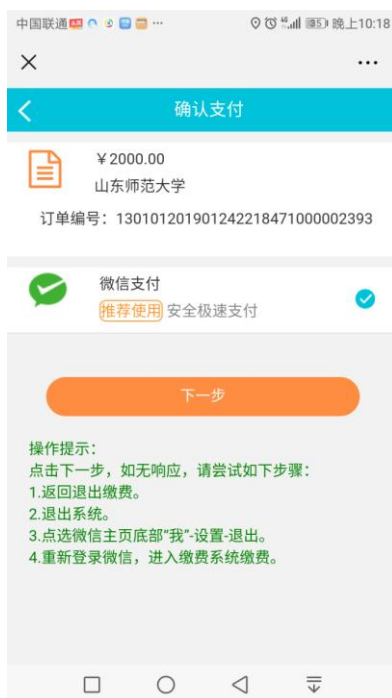 中国联通 ··· 晚上10:18
确认支付
￥2000.00
山东师范大学
订单编号：1301012019012422184710000023​93
微信支付
推荐使用 安全极速支付
下一步
操作提示：
点击下一步，如无响应，请尝试如下步骤：
1.返回退出缴费。
2.退出系统。
3.点选微信主页底部“我”-设置-退出。
4.重新登录微信，进入缴费系统缴费。